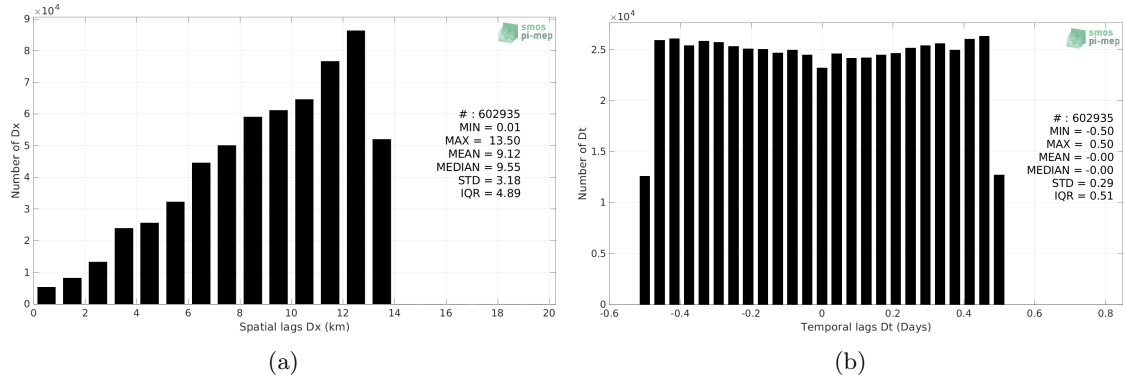 ×10⁴
9
8
7
6
5
4
3
2
1
0
Number of Dx
0 2 4 6 8 10 12 14 16 18 20
Spatial lags Dx (km)
smos
pi-mep
# : 602935
MIN = 0.01
MAX = 13.50
MEAN = 9.12
MEDIAN = 9.55
STD = 3.18
IQR = 4.89
(a)
×10⁴
2.5
2
1.5
1
0.5
0
Number of Dt
-0.6 -0.4 -0.2 0 0.2 0.4 0.6 0.8
Temporal lags Dt (Days)
smos
pi-mep
# : 602935
MIN = -0.50
MAX = 0.50
MEAN = -0.00
MEDIAN = -0.00
STD = 0.29
IQR = 0.51
(b)